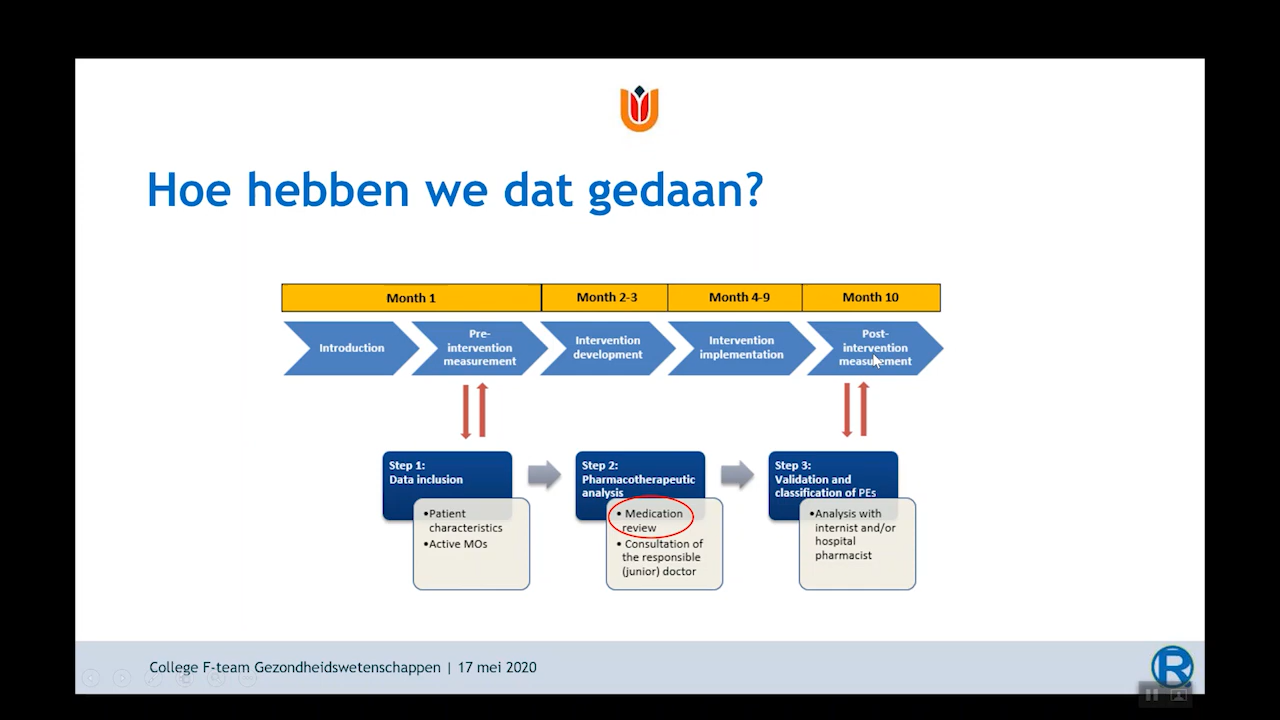 Hoe hebben we dat gedaan?
Month 1
Month 2-3
Month 4-9
Month 10
Introduction
Pre-
intervention
measurement
Intervention
development
Intervention
implementation
Post-
intervention
measurement
Step 1:
Data inclusion
•Patient
characteristics
•Active MOs
Step 2:
Pharmacotherapeutic
analysis
• Medication
review
• Consultation of
the responsible
(junior) doctor
Step 3:
Validation and
classification of PEs
•Analysis with
internist and/or
hospital
pharmacist
College F-team Gezondheidswetenschappen | 17 mei 2020
R